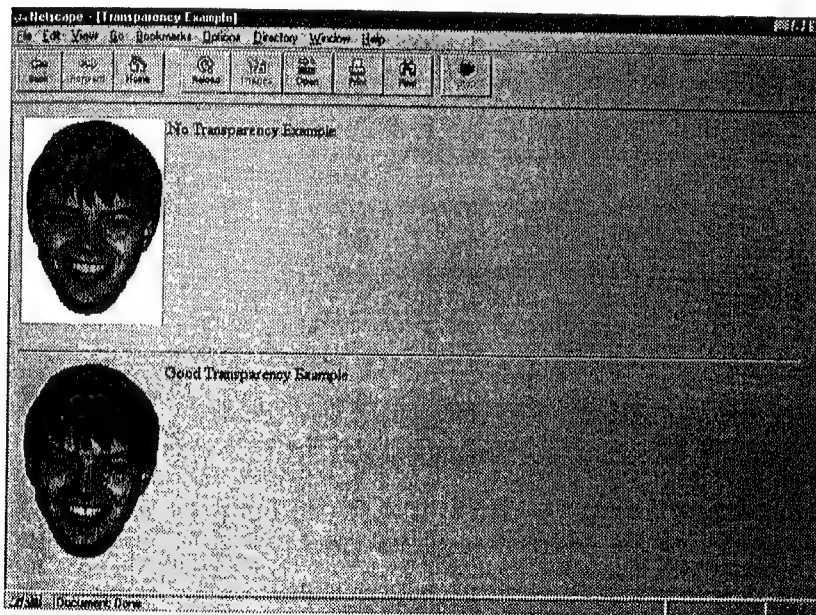 Netscape - [Transparency Example]
File Edit View Go Bookmarks Options Directory Window Help
Back Forward Home Reload Images Open Print Find Stop
No Transparency Example
Good Transparency Example
Document: Done